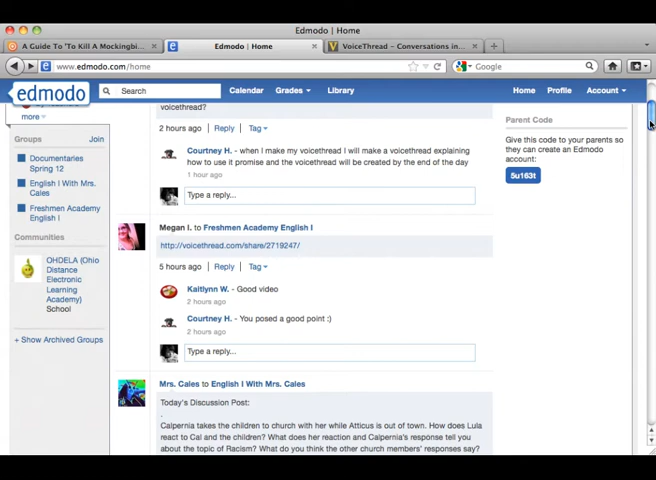 Edmodo | Home
A Guide To 'To Kill A Mockingbi...
Edmodo | Home
VoiceThread – Conversations in...
www.edmodo.com/home
Google
edmodo
Search
Calendar
Grades
Library
Home
Profile
Account
more
Groups
Join
Documentaries
Spring 12
English I With Mrs.
Cales
Freshmen Academy
English I
Communities
OHDELA (Ohio
Distance
Electronic
Learning
Academy)
School
+ Show Archived Groups
voicethread?
2 hours ago
Reply
Tag
Courtney H. - when I make my voicethread I will make a voicethread explaining
how to use it promise and the voicethread will be created by the end of the day
1 hour ago
Type a reply...
Megan I. to Freshmen Academy English I
http://voicethread.com/share/2719247/
5 hours ago
Reply
Tag
Kaitlynn W. - Good video
2 hours ago
Courtney H. - You posed a good point :)
2 hours ago
Type a reply...
Mrs. Cales to English I With Mrs. Cales
Today's Discussion Post:
.
Calpernia takes the children to church with her while Atticus is out of town. How does Lula
react to Cal and the children? What does her reaction and Calpernia's response tell you
about the topic of Racism? What do you think the other church members' responses say?
Parent Code
Give this code to your parents so
they can create an Edmodo
account:
5u163t